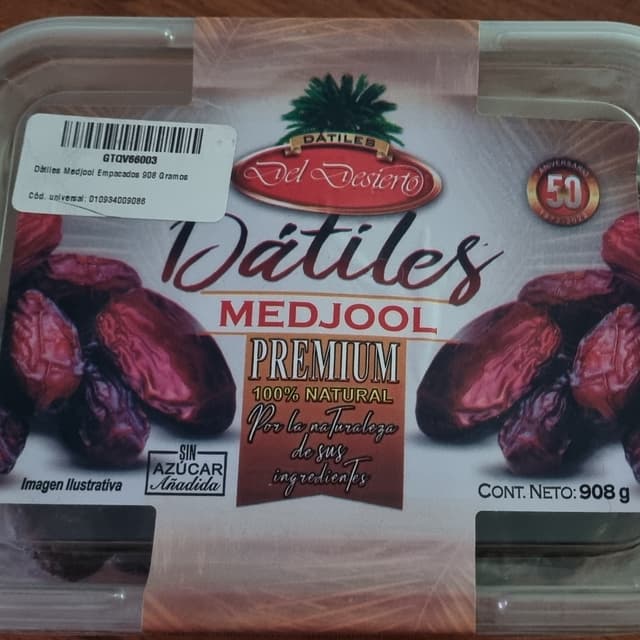 GTQV66003
Dátiles Medjool Empacados 908 Gramos
Cód. universal: 010934009086
DÁTILES
Del Desierto
ANIVERSARIO
50
Dátiles
MEDJOOL
PREMIUM
100% NATURAL
Por la naturaleza
de sus
ingredientes
SIN
AZÚCAR
Añadida
Imagen Ilustrativa
CONT. NETO: 908 g